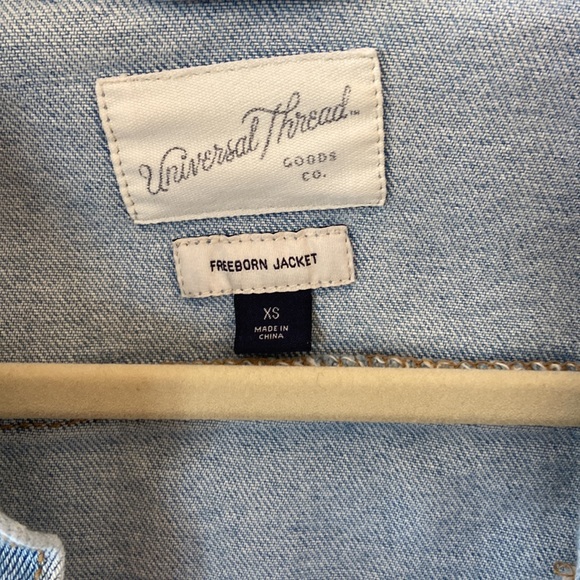 Universal Thread™
GOODS
CO.
FREEBORN JACKET
XS
MADE IN
CHINA